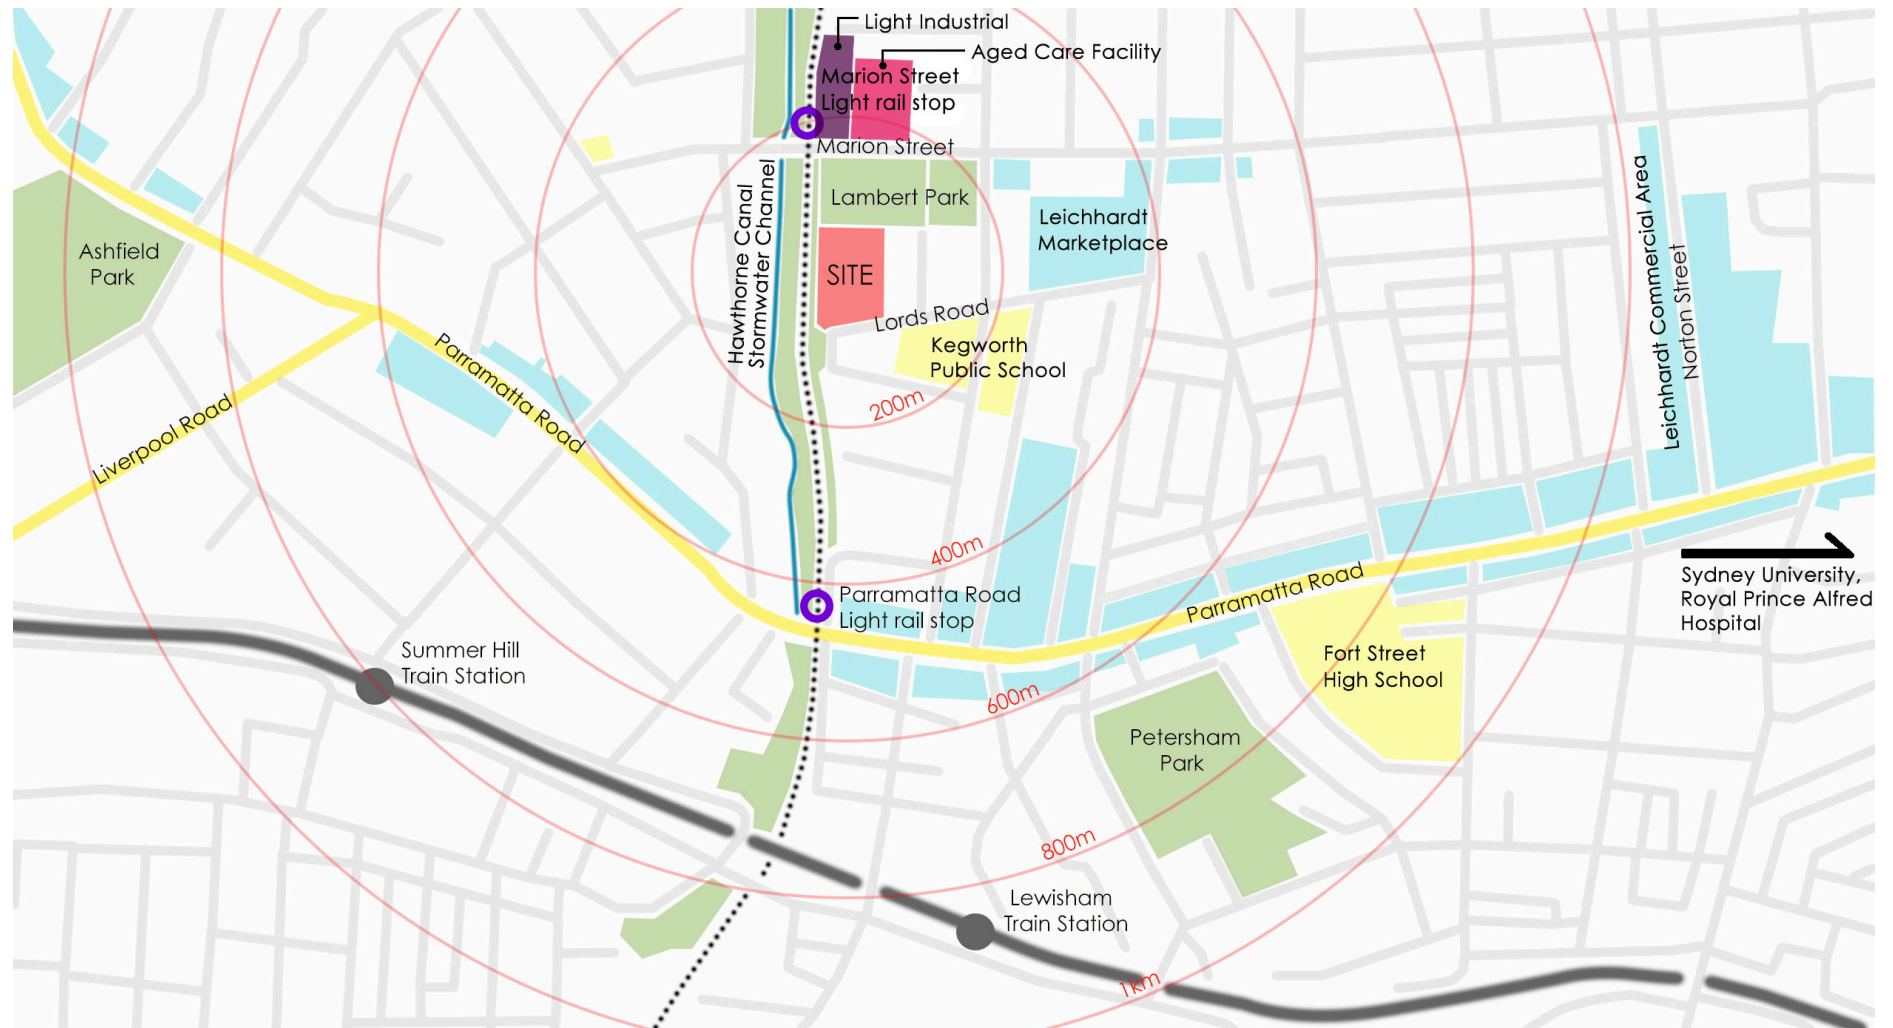 Light Industrial
Aged Care Facility
Marion Street
Light rail stop
Marion Street
Lambert Park
Hawthorne Canal
Stormwater Channel
SITE
Leichhardt
Marketplace
Lords Road
Kegworth
Public School
Ashfield
Park
Liverpool Road
Parramatta Road
200m
400m
600m
800m
1km
Leichhardt Commercial Area
Norton Street
Parramatta Road
Light rail stop
Parramatta Road
Sydney University,
Royal Prince Alfred
Hospital
Fort Street
High School
Summer Hill
Train Station
Petersham
Park
Lewisham
Train Station